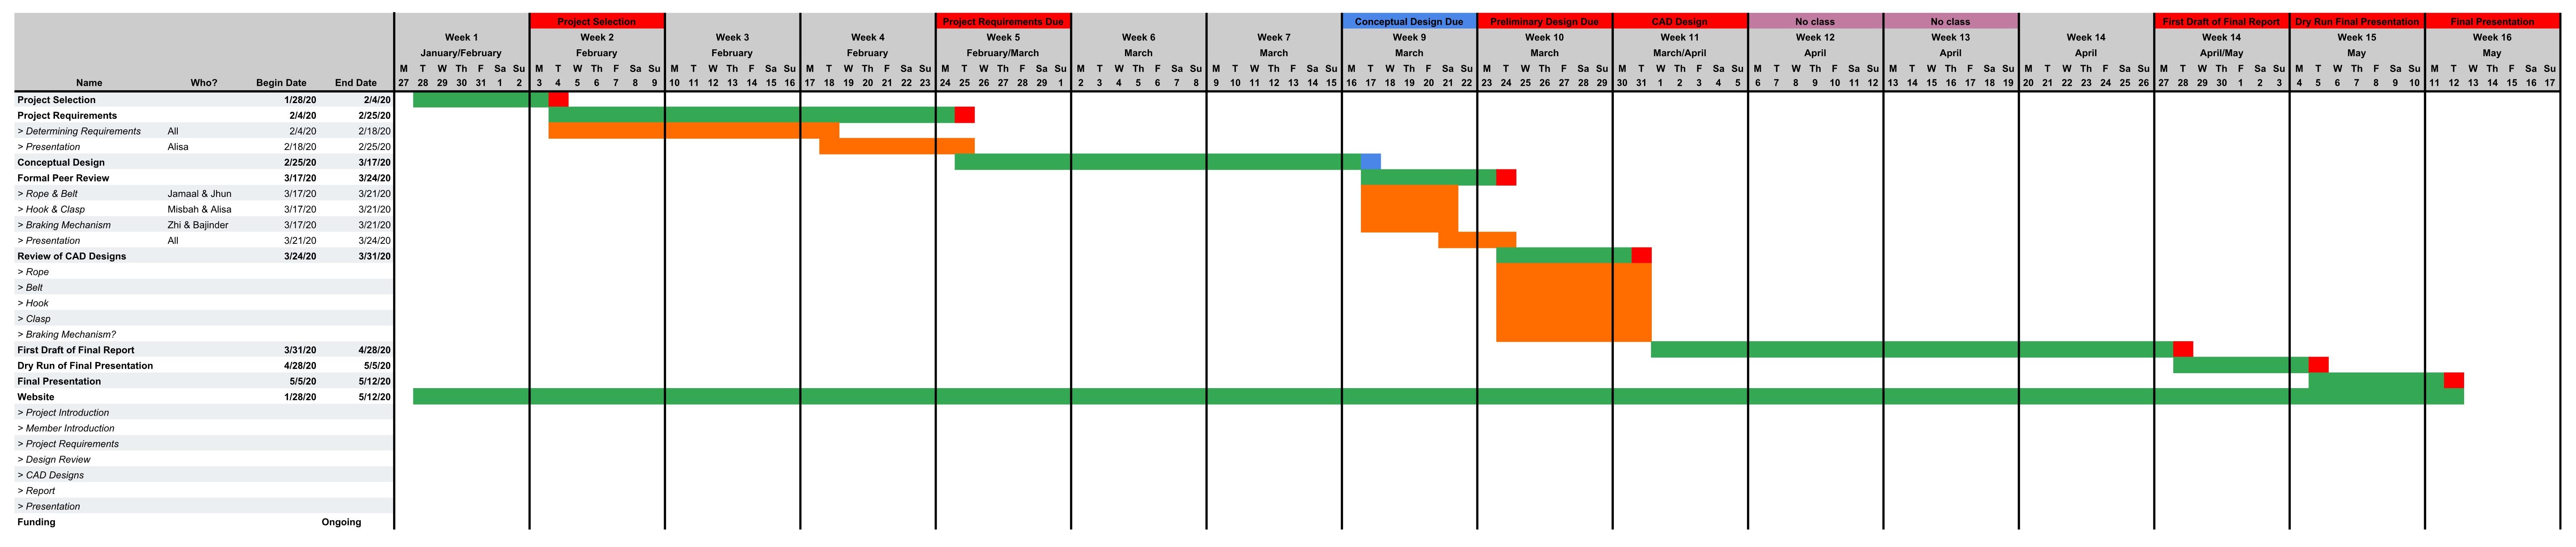 Project Selection Project Requirements Due Conceptual Design Due Preliminary Design Due CAD Design No class No class First Draft of Final Report Dry Run Final Presentation Final Presentation
Week 1 Week 2 Week 3 Week 4 Week 5 Week 6 Week 7 Week 9 Week 10 Week 11 Week 12 Week 13 Week 14 Week 14 Week 15 Week 16
January/February February February February February/March March March March March March/April April April April April/May May May
M T W Th F Sa Su M T W Th F Sa Su M T W Th F Sa Su M T W Th F Sa Su M T W Th F Sa Su M T W Th F Sa Su M T W Th F Sa Su M T W Th F Sa Su M T W Th F Sa Su M T W Th F Sa Su M T W Th F Sa Su M T W Th F Sa Su M T W Th F Sa Su M T W Th F Sa Su M T W Th F Sa Su M T W Th F Sa Su
Name Who? Begin Date End Date 27 28 29 30 31 1 2 3 4 5 6 7 8 9 10 11 12 13 14 15 16 17 18 19 20 21 22 23 24 25 26 27 28 29 1 2 3 4 5 6 7 8 9 10 11 12 13 14 15 16 17 18 19 20 21 22 23 24 25 26 27 28 29 30 31 1 2 3 4 5 6 7 8 9 10 11 12 13 14 15 16 17 18 19 20 21 22 23 24 25 26 27 28 29 30 1 2 3 4 5 6 7 8 9 10 11 12 13 14 15 16 17
Project Selection 1/28/20 2/4/20
Project Requirements 2/4/20 2/25/20
> Determining Requirements All 2/4/20 2/18/20
> Presentation Alisa 2/18/20 2/25/20
Conceptual Design 2/25/20 3/17/20
Formal Peer Review 3/17/20 3/24/20
> Rope & Belt Jamaal & Jhun 3/17/20 3/21/20
> Hook & Clasp Misbah & Alisa 3/17/20 3/21/20
> Braking Mechanism Zhi & Bajinder 3/17/20 3/21/20
> Presentation All 3/21/20 3/24/20
Review of CAD Designs 3/24/20 3/31/20
> Rope
> Belt
> Hook
> Clasp
> Braking Mechanism?
First Draft of Final Report 3/31/20 4/28/20
Dry Run of Final Presentation 4/28/20 5/5/20
Final Presentation 5/5/20 5/12/20
Website 1/28/20 5/12/20
> Project Introduction
> Member Introduction
> Project Requirements
> Design Review
> CAD Designs
> Report
> Presentation
Funding Ongoing